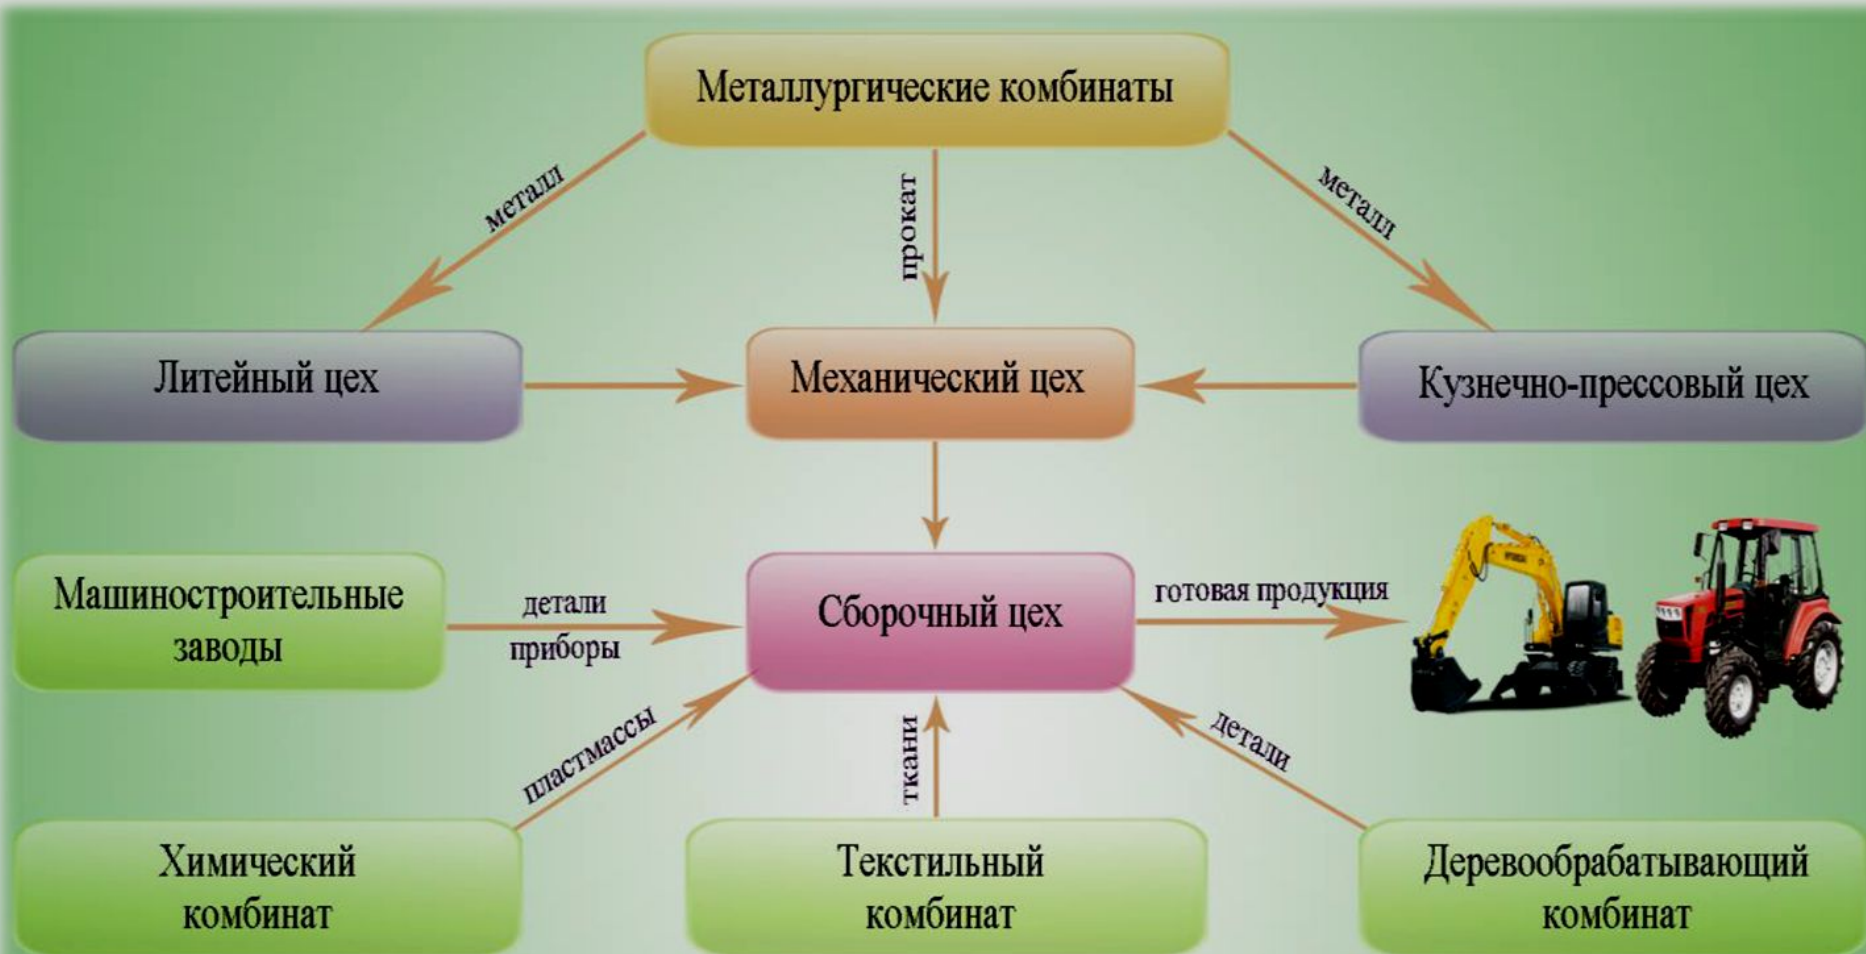 Металлургические комбинаты
металл
прокат
металл
Литейный цех
Механический цех
Кузнечно-прессовый цех
Машиностроительные
заводы
детали
приборы
Сборочный цех
готовая продукция
пластмассы
ткани
детали
Химический
комбинат
Текстильный
комбинат
Деревообрабатывающий
комбинат